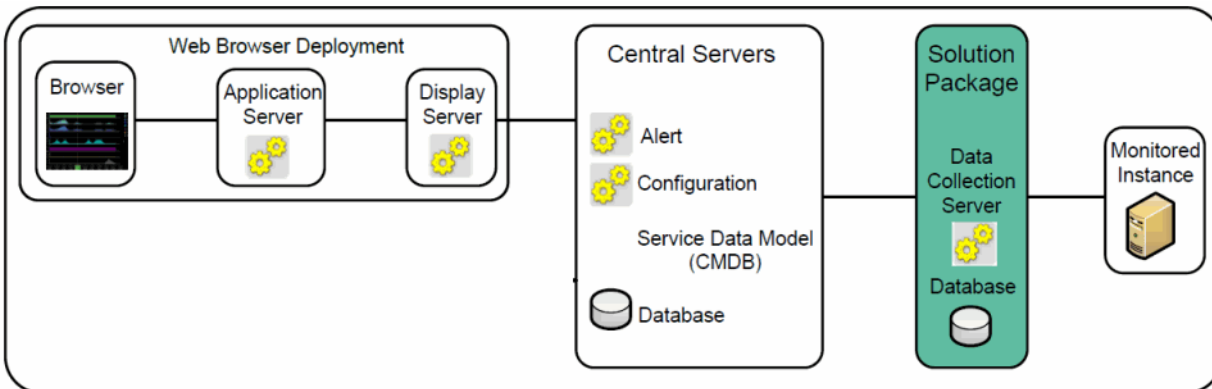 Web Browser Deployment
Browser
Application
Server
Display
Server
Central Servers
Alert
Configuration
Service Data Model
(CMDB)
Database
Solution
Package
Data
Collection
Server
Database
Monitored
Instance